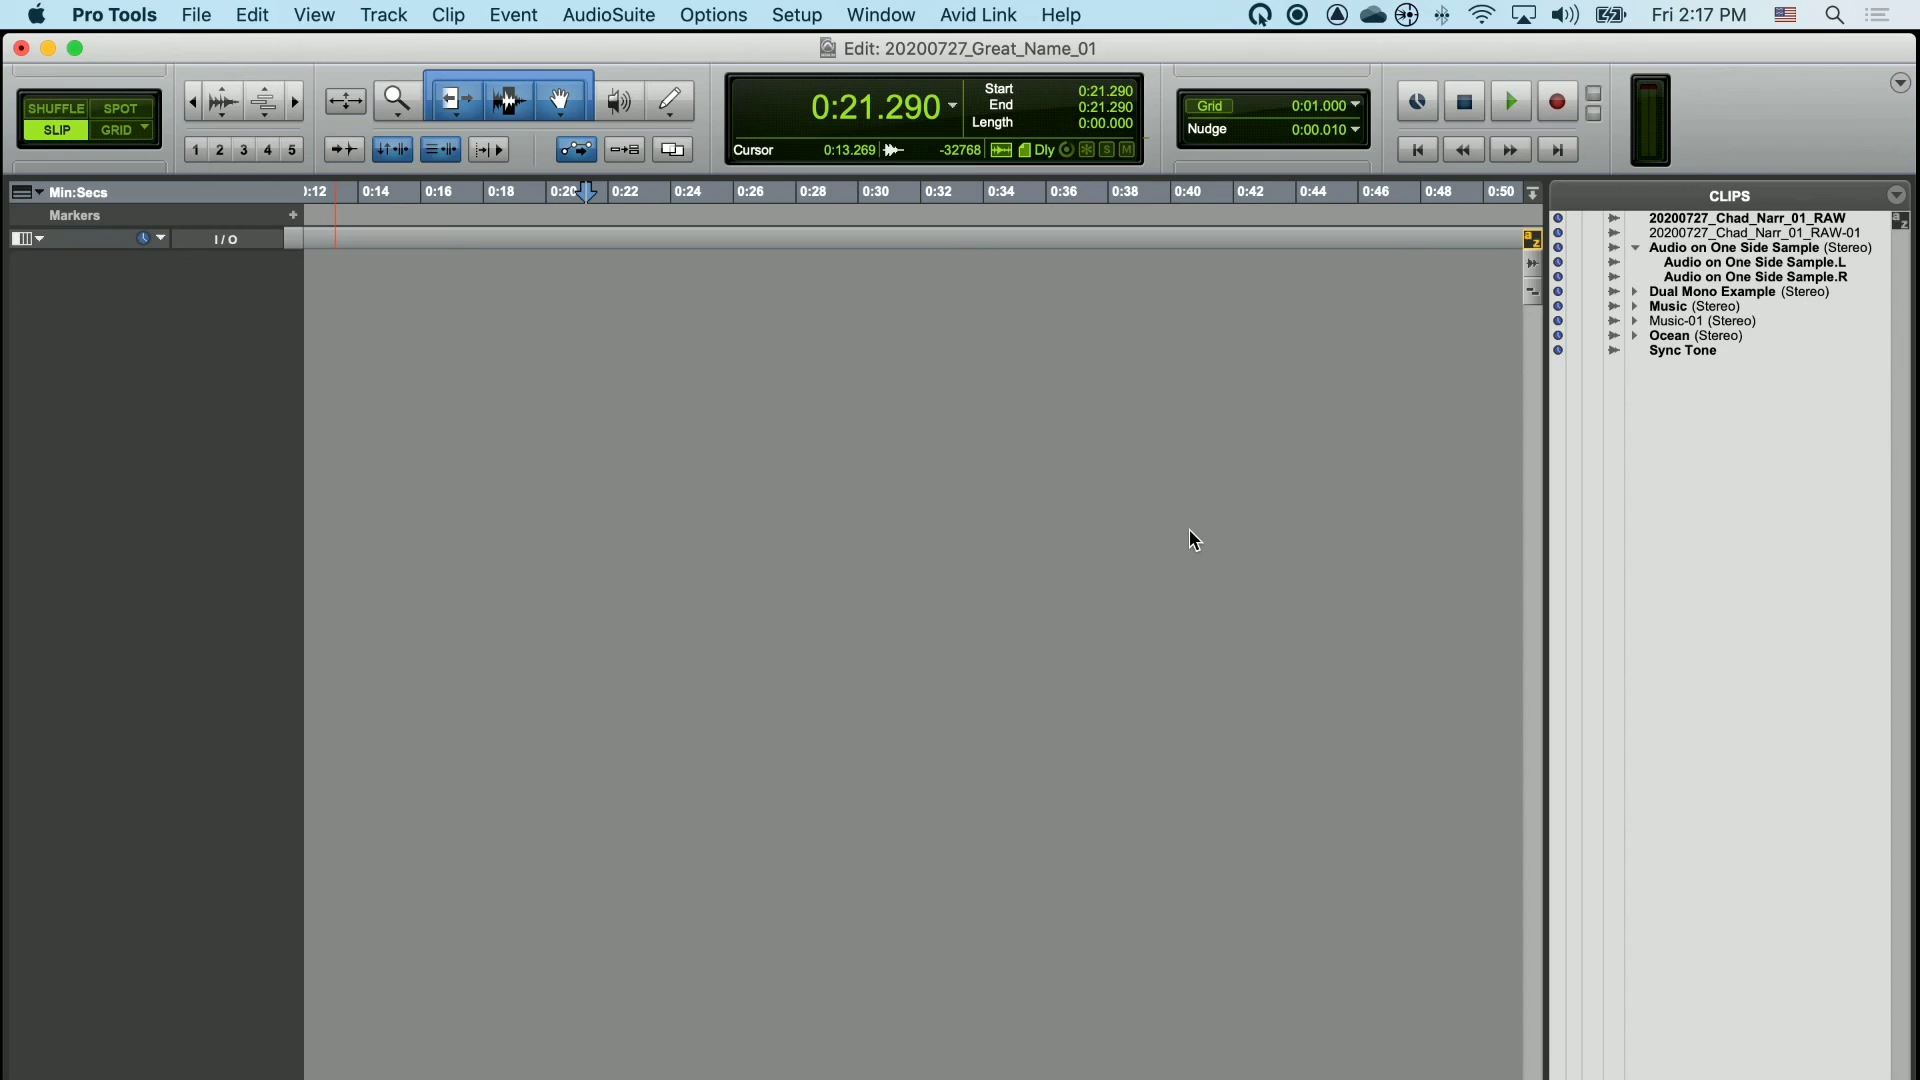 Pro Tools File Edit View Track Clip Event AudioSuite Options Setup Window Avid Link Help Fri 2:17 PM
Edit: 20200727_Great_Name_01
SHUFFLE SPOT
SLIP GRID
1 2 3 4 5
0:21.290
Start 0:21.290
End 0:21.290
Length 0:00.000
Cursor 0:13.269 -32768 Dly S M
Grid 0:01.000
Nudge 0:00.010
Min:Secs
0:14 0:16 0:18 0:20 0:22 0:24 0:26 0:28 0:30 0:32 0:34 0:36 0:38 0:40 0:42 0:44 0:46 0:48 0:50
Markers +
I / O
a z
CLIPS
a z
20200727_Chad_Narr_01_RAW
20200727_Chad_Narr_01_RAW-01
Audio on One Side Sample (Stereo)
Audio on One Side Sample.L
Audio on One Side Sample.R
Dual Mono Example (Stereo)
Music (Stereo)
Music-01 (Stereo)
Ocean (Stereo)
Sync Tone